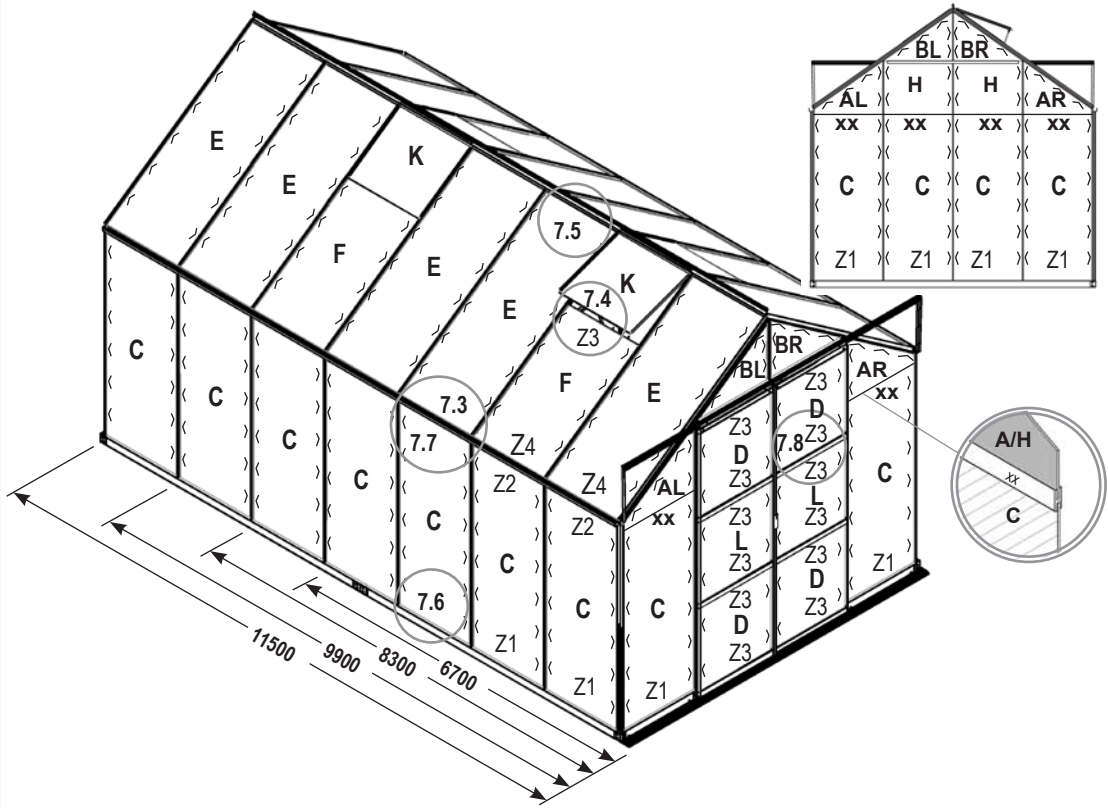 BL BR
H H
AL AR
xx xx xx xx
C C C C
Z1 Z1 Z1 Z1
E
E
K
F
E
7.5
E
K
7.4
Z3
F
E
BL
BR
AR
xx
A/H
xx
C
C
C
C
C
C
C
C
7.3
7.7
Z4
Z4
Z2
Z2
7.6
Z1
Z1
AL
xx
C
Z1
Z3
D
Z3
Z3
L
Z3
Z3
D
Z3
Z3
D
7.8
Z3
Z3
L
Z3
Z3
D
Z3
C
Z1
11500
9900
8300
6700